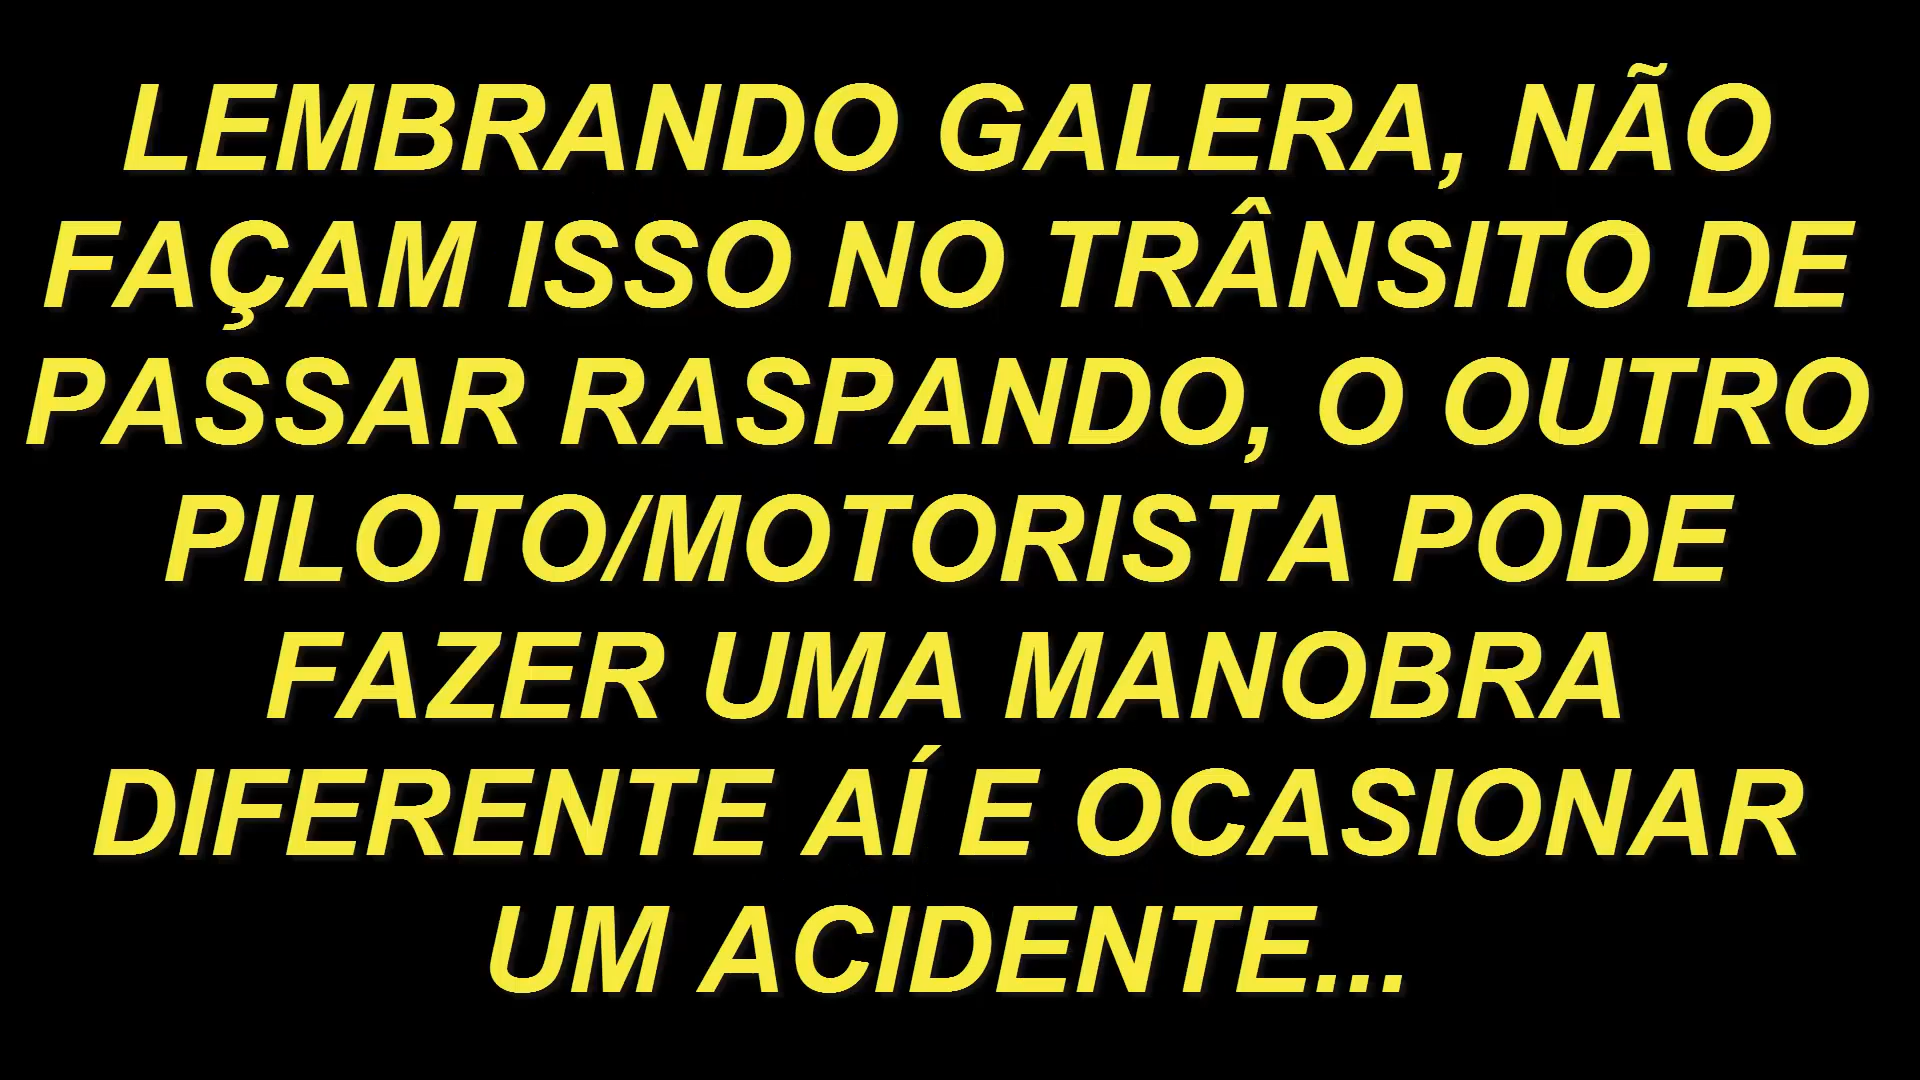 LEMBRANDO GALERA, NÃO
FAÇAM ISSO NO TRÂNSITO DE
PASSAR RASPANDO, O OUTRO
PILOTO/MOTORISTA PODE
FAZER UMA MANOBRA
DIFERENTE AÍ E OCASIONAR
UM ACIDENTE...